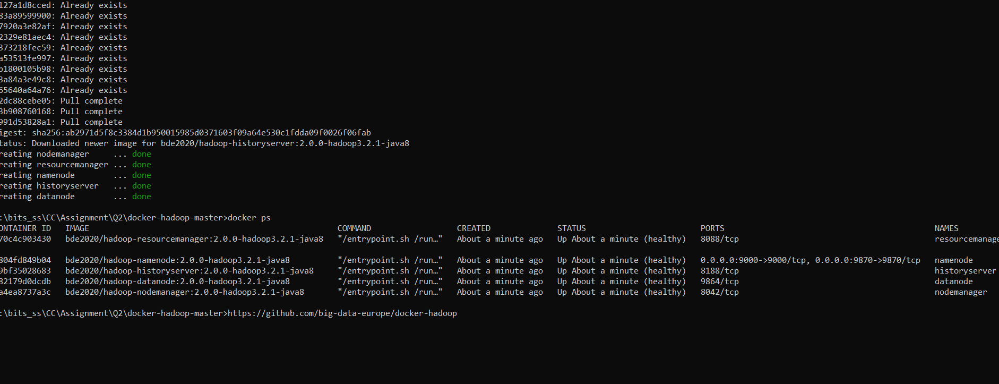 127a1d8cced: Already exists
83a89599900: Already exists
7920a3e82af: Already exists
2329e81aec4: Already exists
373218fec59: Already exists
a53513fe997: Already exists
b1800105b98: Already exists
3a84a3e49c8: Already exists
65640a64a76: Already exists
2dc88cebe05: Pull complete
3b908760168: Pull complete
991d53828a1: Pull complete
igest: sha256:ab2971d5f8c3384d1b950015985d0371603f09a64e530c1fdda09f0026f06fab
tatus: Downloaded newer image for bde2020/hadoop-historyserver:2.0.0-hadoop3.2.1-java8
reating nodemanager ... done
reating resourcemanager ... done
reating namenode ... done
reating historyserver ... done
reating datanode ... done
:\bits_ss\CC\Assignment\Q2\docker-hadoop-master>docker ps
ONTAINER ID IMAGE COMMAND CREATED STATUS PORTS NAMES
70c4c903430 bde2020/hadoop-resourcemanager:2.0.0-hadoop3.2.1-java8 "/entrypoint.sh /run…" About a minute ago Up About a minute (healthy) 8088/tcp resourcemanage
804fd849b04 bde2020/hadoop-namenode:2.0.0-hadoop3.2.1-java8 "/entrypoint.sh /run…" About a minute ago Up About a minute (healthy) 0.0.0.0:9000->9000/tcp, 0.0.0.0:9870->9870/tcp namenode
9bf35028683 bde2020/hadoop-historyserver:2.0.0-hadoop3.2.1-java8 "/entrypoint.sh /run…" About a minute ago Up About a minute (healthy) 8188/tcp historyserver
82179d0dcdb bde2020/hadoop-datanode:2.0.0-hadoop3.2.1-java8 "/entrypoint.sh /run…" About a minute ago Up About a minute (healthy) 9864/tcp datanode
a4ea8737a3c bde2020/hadoop-nodemanager:2.0.0-hadoop3.2.1-java8 "/entrypoint.sh /run…" About a minute ago Up About a minute (healthy) 8042/tcp nodemanager
:\bits_ss\CC\Assignment\Q2\docker-hadoop-master>https://github.com/big-data-europe/docker-hadoop